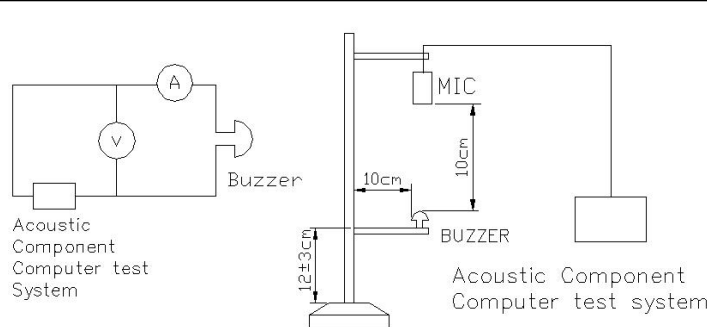 A
V
Buzzer
Acoustic
Component
Computer test
System
MIC
10cm
10cm
BUZZER
12±3cm
Acoustic Component
Computer test system